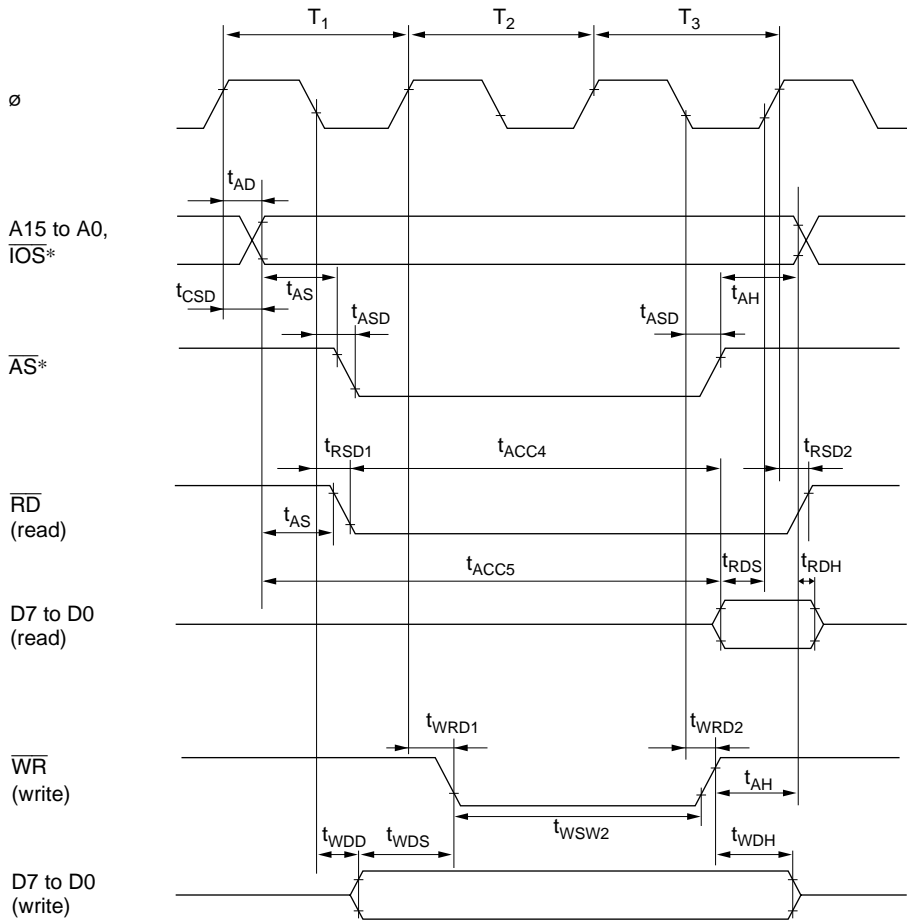 T1 T2 T3
ø
tAD
A15 to A0,
IOS*
tCSD tAS tAH
tASD tASD
AS*
tRSD1 tACC4 tRSD2
RD
(read)
tAS
tACC5 tRDS tRDH
D7 to D0
(read)
tWRD1 tWRD2
WR
(write)
tAH
tWSW2
tWDD tWDS tWDH
D7 to D0
(write)